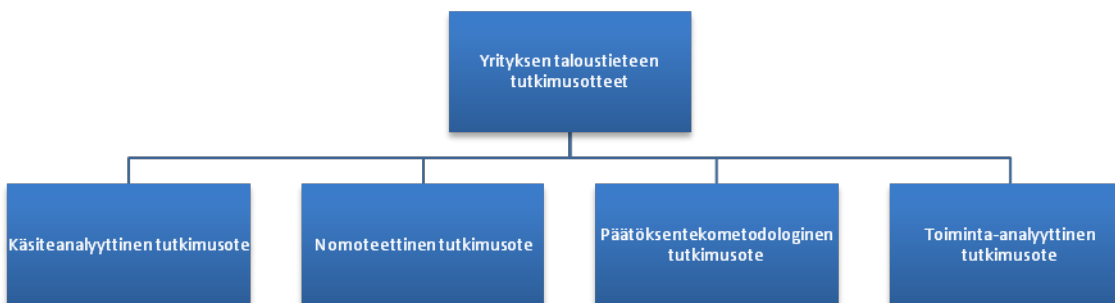 Yrityksen taloustieteen
tutkimusotteet
Käsiteanalyyttinen tutkimusote
Nomoteettinen tutkimusote
Päätöksentekometodologinen
tutkimusote
Toiminta-analyyttinen
tutkimusote